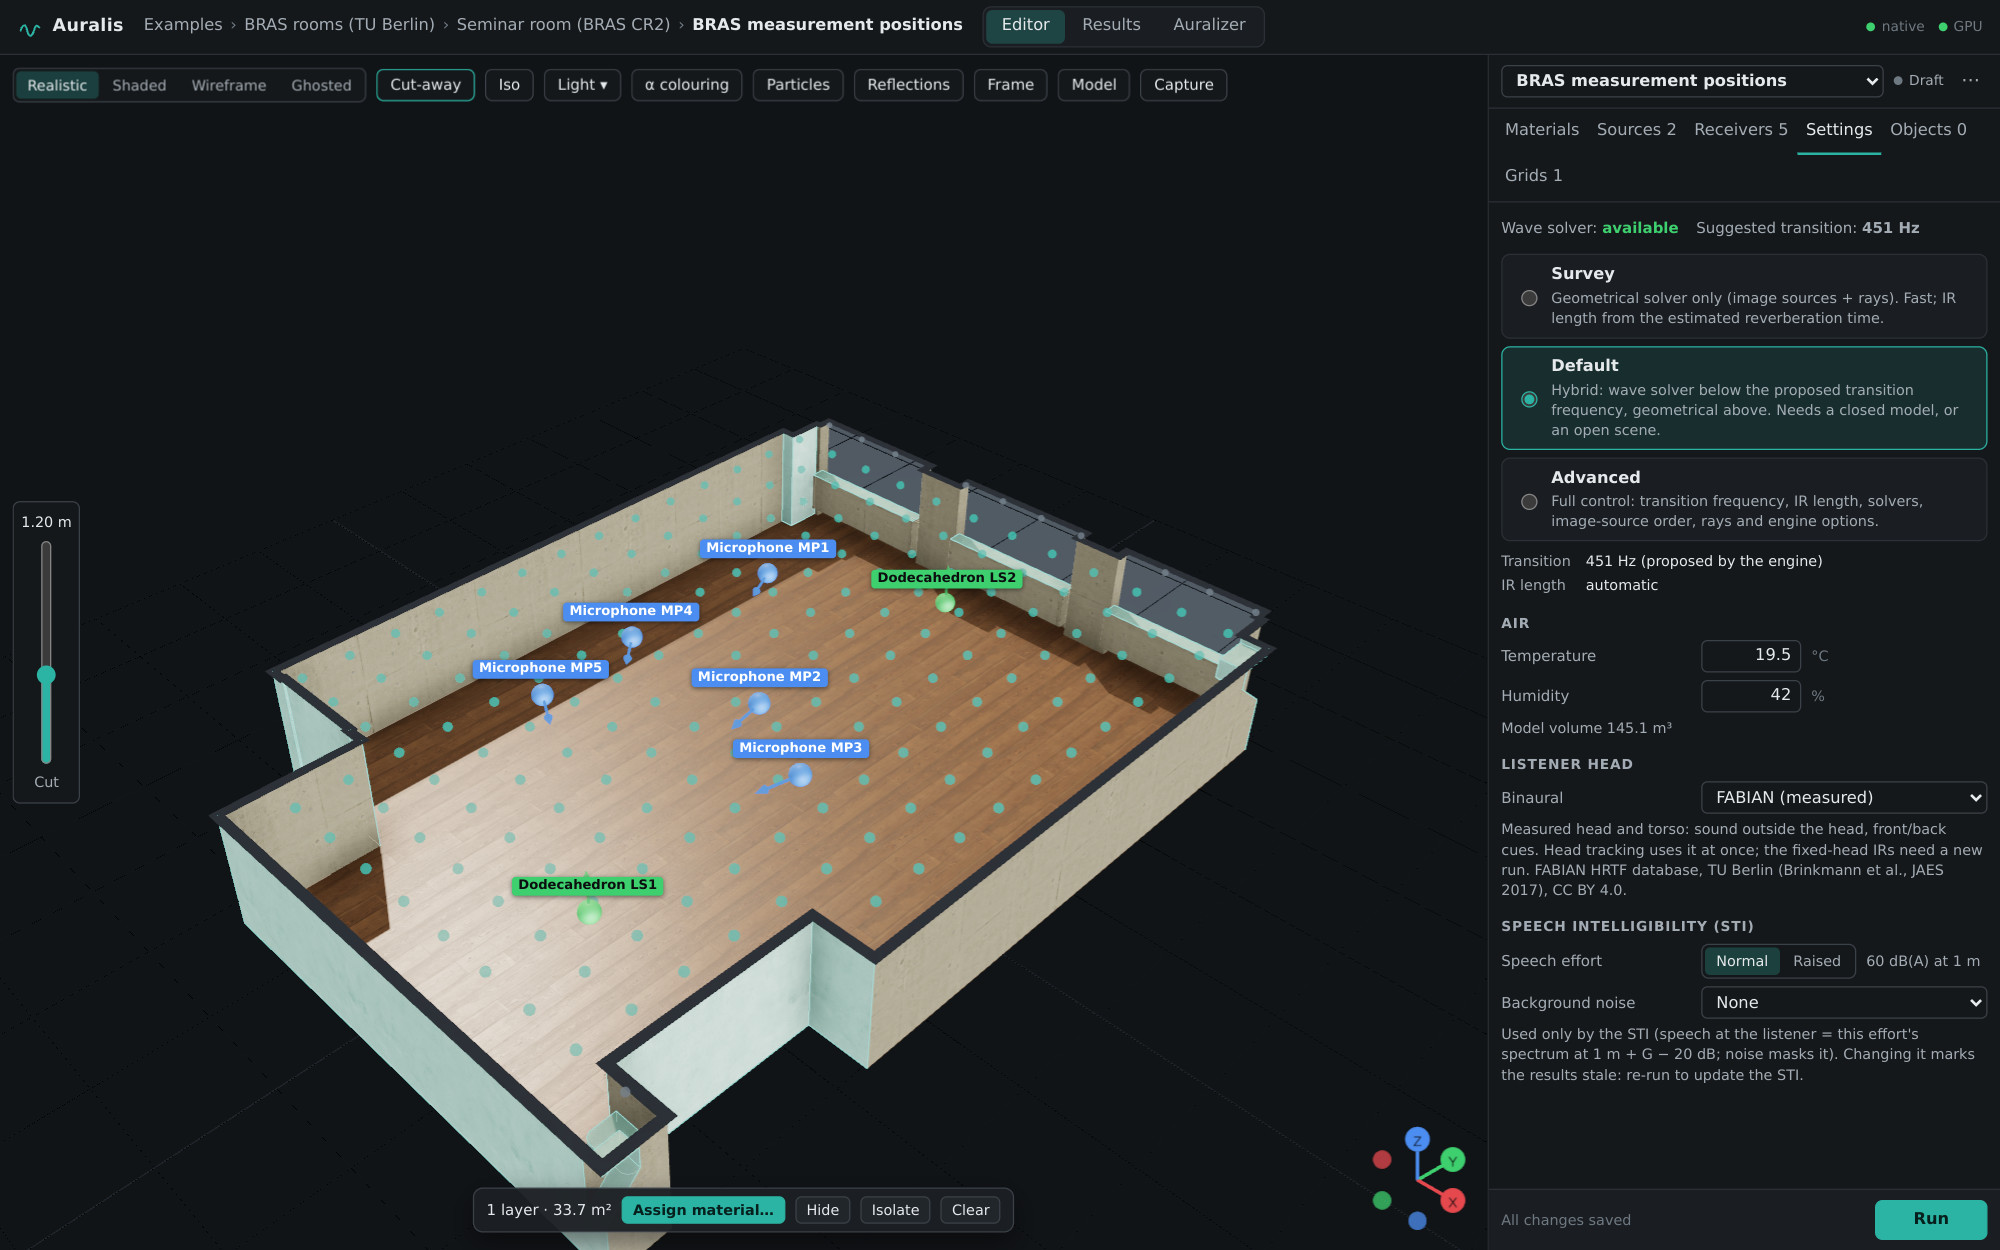 Auralis Examples › BRAS rooms (TU Berlin) › Seminar room (BRAS CR2) › BRAS measurement positions Editor Results Auralizer native GPU
Realistic Shaded Wireframe Ghosted Cut-away Iso Light ▾ α colouring Particles Reflections Frame Model Capture
BRAS measurement positions Draft ⋯
Materials Sources 2 Receivers 5 Settings Objects 0
Grids 1
Wave solver: available Suggested transition: 451 Hz
Survey
Geometrical solver only (image sources + rays). Fast; IR
length from the estimated reverberation time.
Default
Hybrid: wave solver below the proposed transition
frequency, geometrical above. Needs a closed model, or
an open scene.
Advanced
Full control: transition frequency, IR length, solvers,
image-source order, rays and engine options.
Transition 451 Hz (proposed by the engine)
IR length automatic
AIR
Temperature 19.5 °C
Humidity 42 %
Model volume 145.1 m³
LISTENER HEAD
Binaural FABIAN (measured)
Measured head and torso: sound outside the head, front/back
cues. Head tracking uses it at once; the fixed-head IRs need a new
run. FABIAN HRTF database, TU Berlin (Brinkmann et al., JAES
2017), CC BY 4.0.
SPEECH INTELLIGIBILITY (STI)
Speech effort Normal Raised 60 dB(A) at 1 m
Background noise None
Used only by the STI (speech at the listener = this effort's
spectrum at 1 m + G − 20 dB; noise masks it). Changing it marks
the results stale: re-run to update the STI.
All changes saved Run
1.20 m
Cut
Microphone MP1
Dodecahedron LS2
Microphone MP4
Microphone MP5
Microphone MP2
Microphone MP3
Dodecahedron LS1
Z
Y
X
1 layer · 33.7 m² Assign material... Hide Isolate Clear